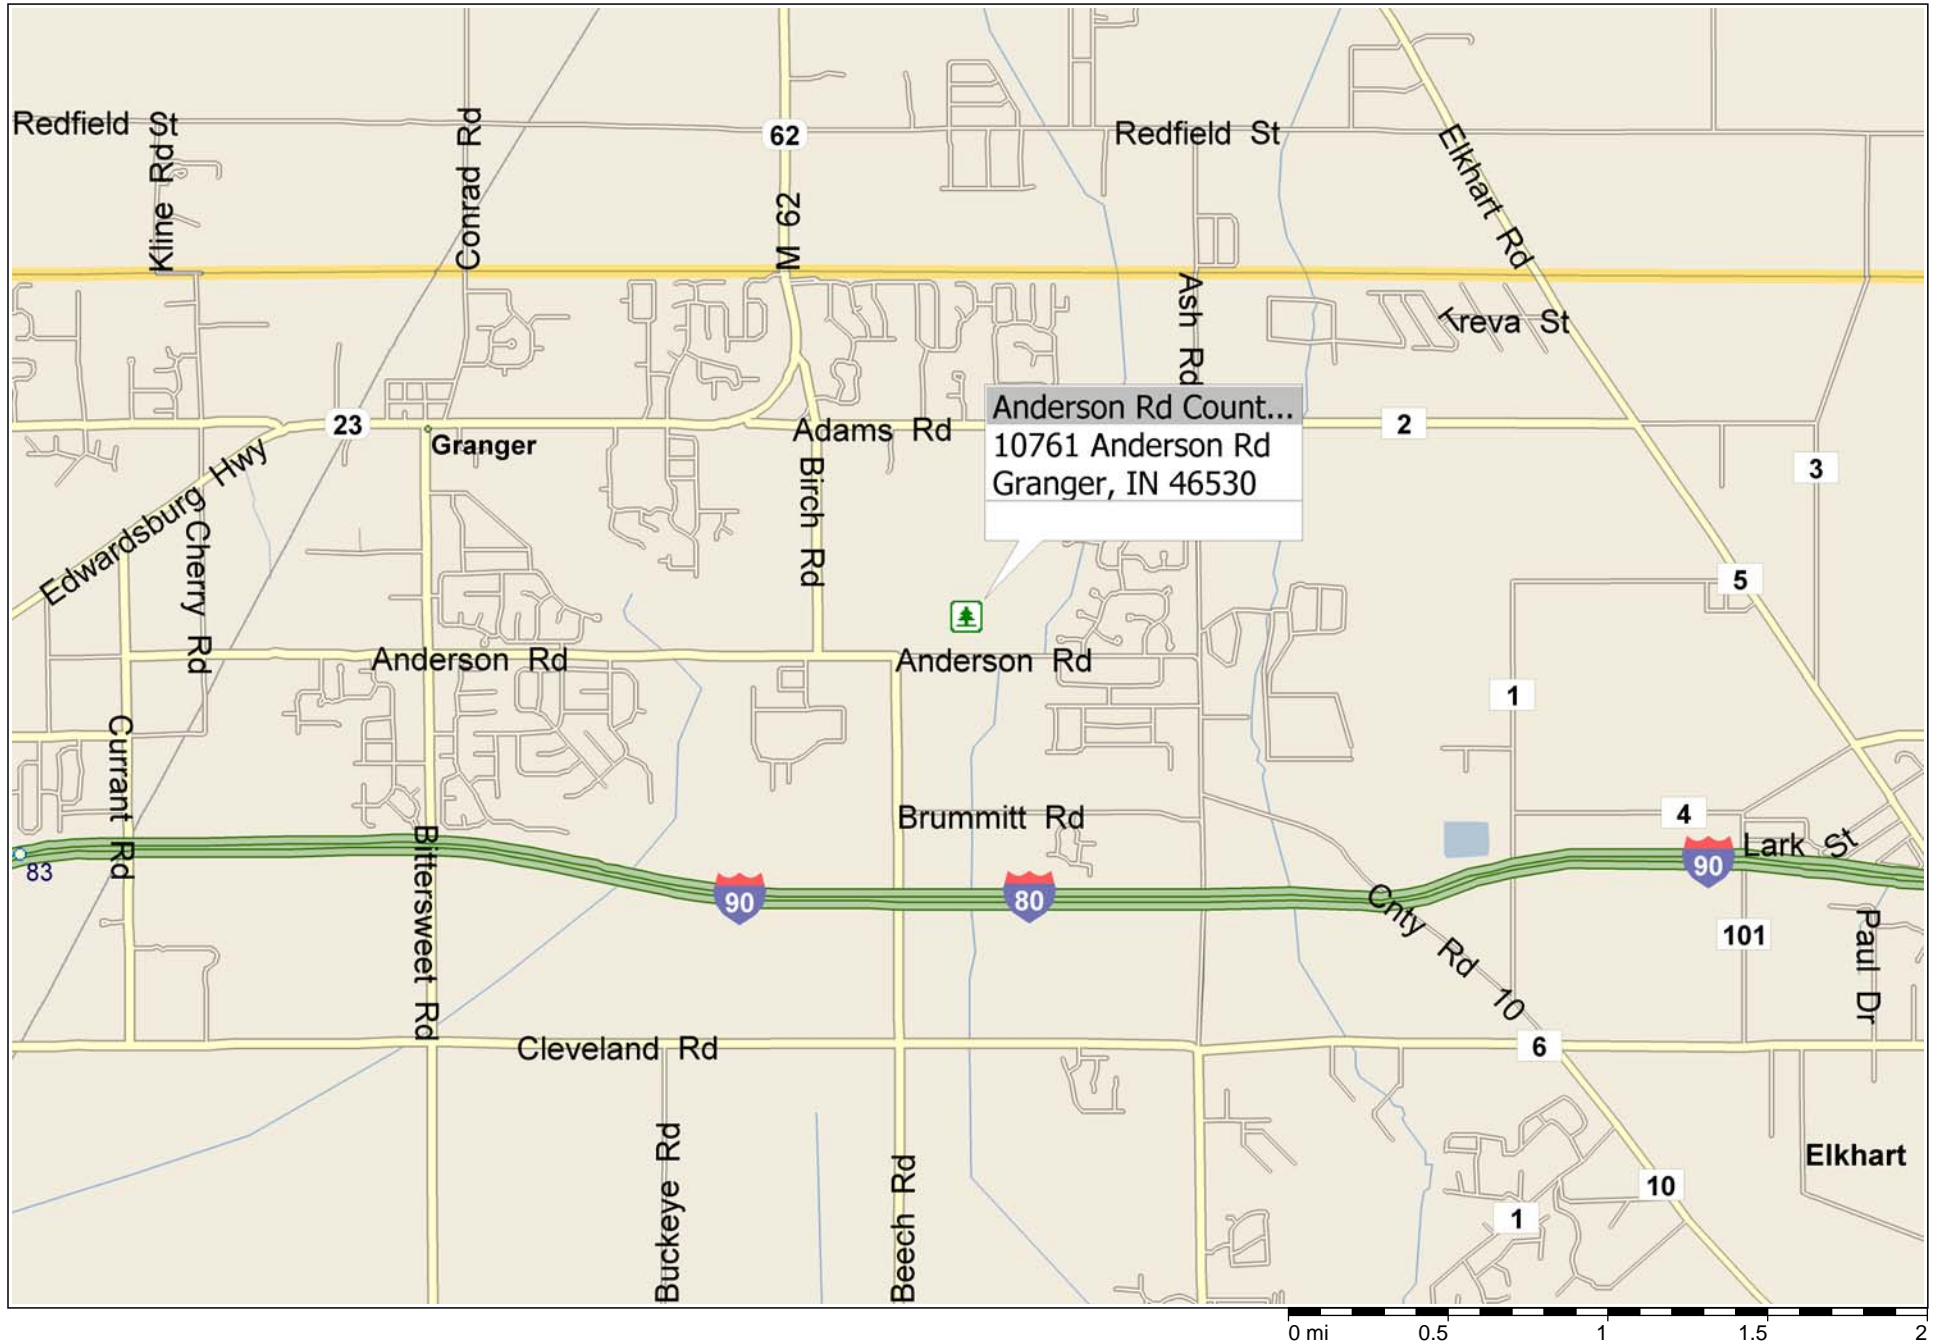 Redfield St
Kline Rd
Conrad Rd
62
M 62
Redfield St
Elkhart Rd
Ash Rd
Treva St
23
Granger
Adams Rd
Anderson Rd Count...
10761 Anderson Rd
Granger, IN 46530
2
3
Edwardsburg Hwy
Cherry Rd
Birch Rd
5
Anderson Rd
Anderson Rd
1
Currant Rd
Bittersweet Rd
Brummitt Rd
4
Lark St
83
90
80
90
Cnty Rd 10
101
Paul Dr
Cleveland Rd
6
Buckeye Rd
Beech Rd
Elkhart
10
1
0 mi 0.5 1 1.5 2